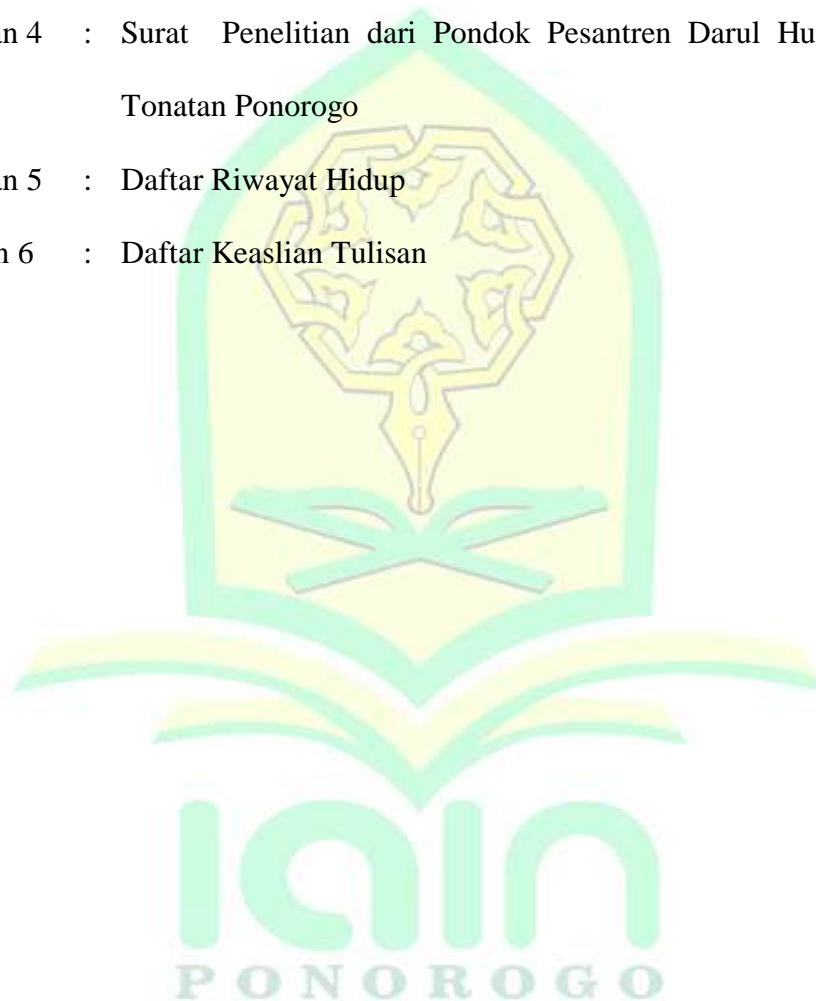 an 4 : Surat Penelitian dari Pondok Pesantren Darul Hu
Tonatan Ponorogo
an 5 : Daftar Riwayat Hidup
n 6 : Daftar Keaslian Tulisan
iain
PONOROGO